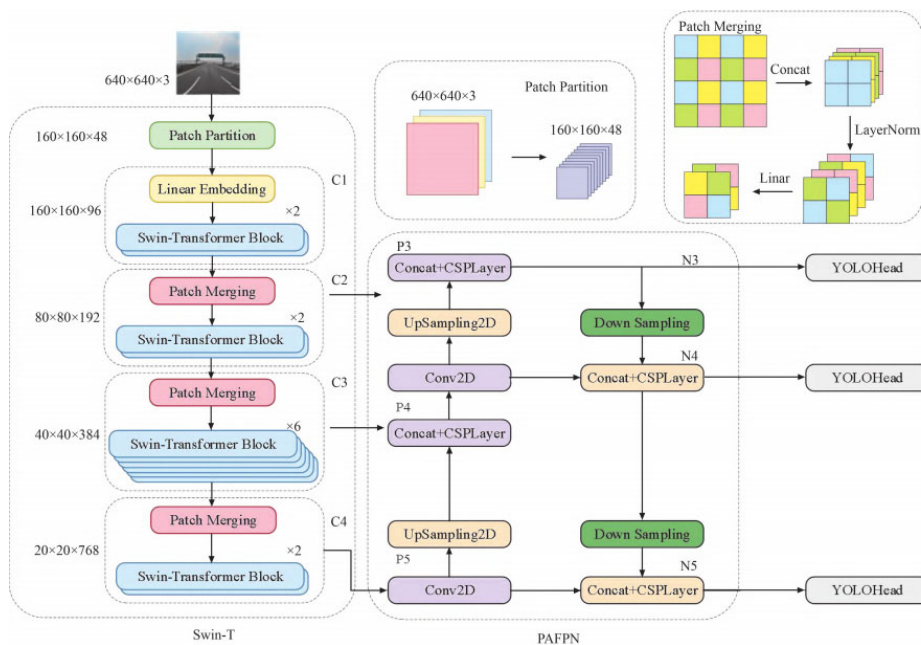 640×640×3
Patch Partition
160×160×48
Linear Embedding
C1
160×160×96
×2
Swin-Transformer Block
Patch Merging
C2
80×80×192
×2
Swin-Transformer Block
Patch Merging
C3
40×40×384
×6
Swin-Transformer Block
Patch Merging
C4
20×20×768
×2
Swin-Transformer Block
Swin-T
Patch Partition
640×640×3
160×160×48
Patch Merging
Concat
LayerNorm
Linar
P3
Concat+CSPLayer
N3
YOLOHead
UpSampling2D
Down Sampling
N4
Conv2D
Concat+CSPLayer
YOLOHead
P4
Concat+CSPLayer
UpSampling2D
Down Sampling
P5
N5
Conv2D
Concat+CSPLayer
YOLOHead
PAFPN